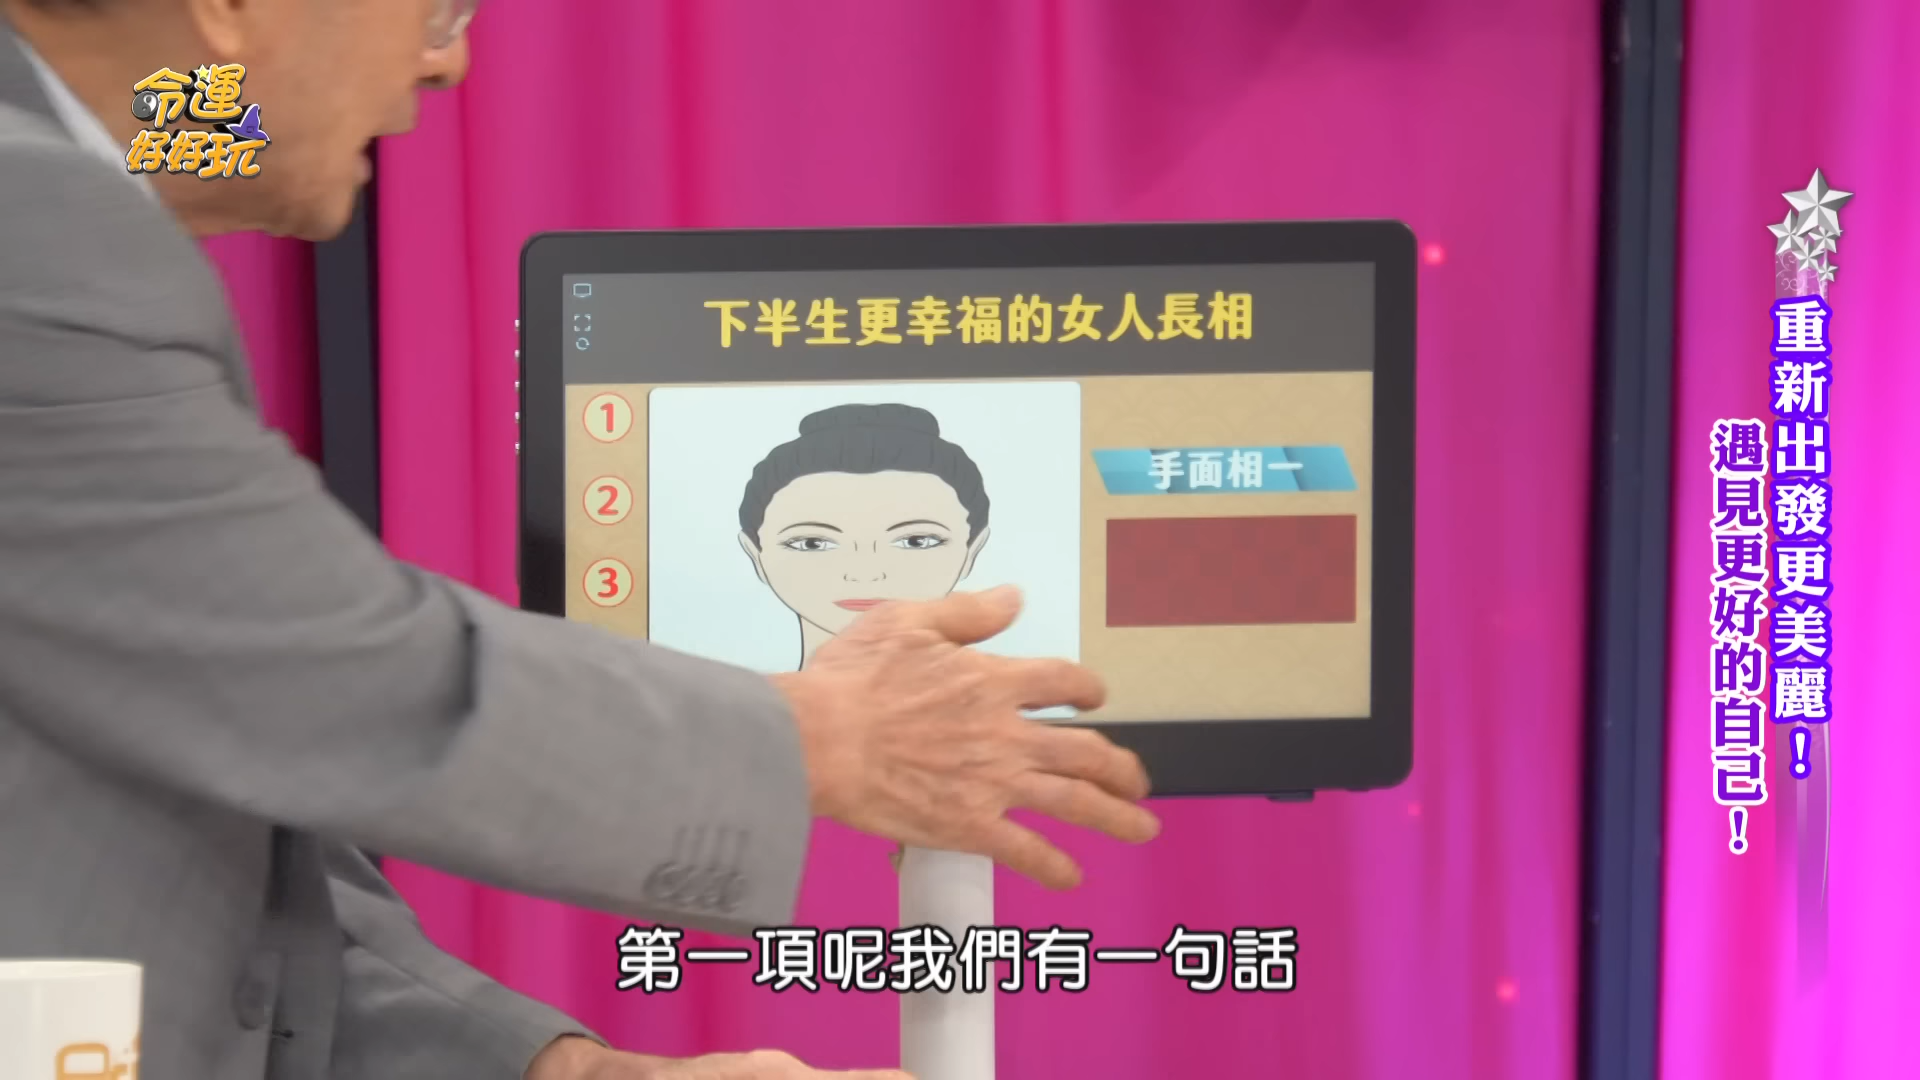 命運
好好玩
下半生更幸福的女人長相
1
2
3
手面相一
重新出發更美麗！
遇見更好的自己！
第一項呢我們有一句話